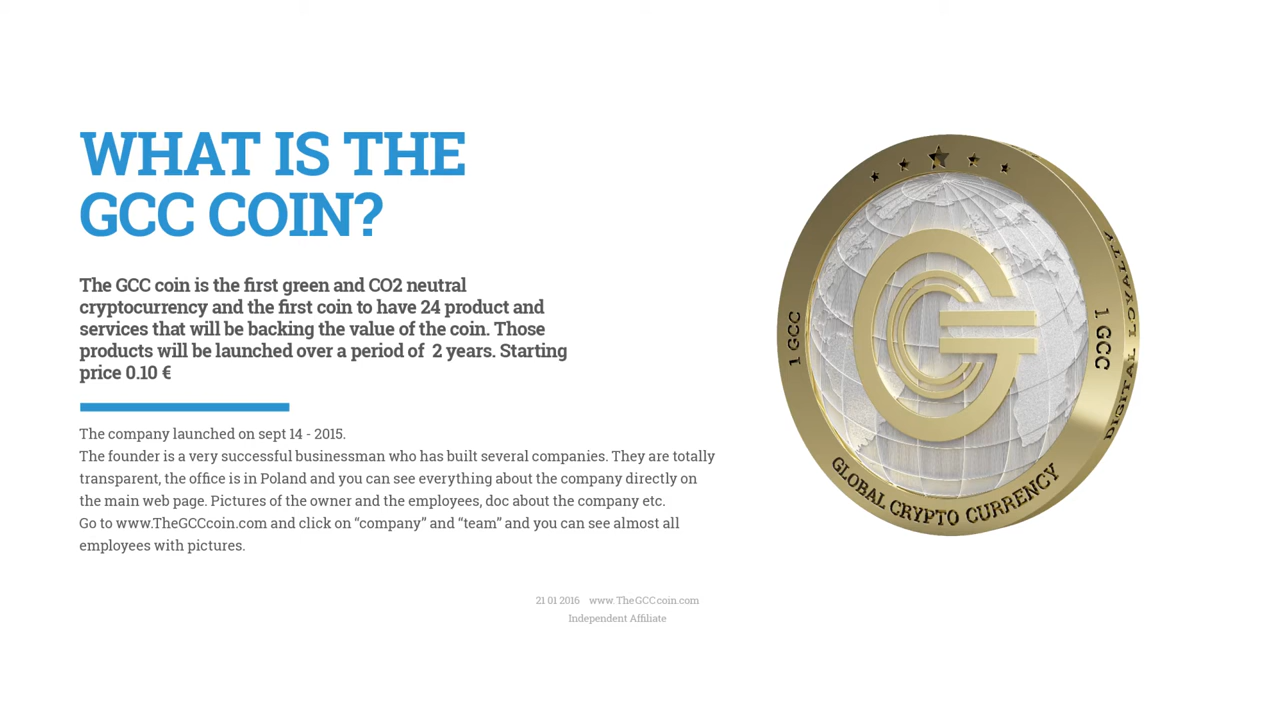 WHAT IS THE
GCC COIN?
The GCC coin is the first green and CO2 neutral
cryptocurrency and the first coin to have 24 product and
services that will be backing the value of the coin. Those
products will be launched over a period of  2 years. Starting
price 0.10 €
The company launched on sept 14 - 2015.
The founder is a very successful businessman who has built several companies. They are totally
transparent, the office is in Poland and you can see everything about the company directly on
the main web page. Pictures of the owner and the employees, doc about the company etc.
Go to www.TheGCCcoin.com and click on “company” and “team” and you can see almost all
employees with pictures.
1 GCC
1 GCC
GLOBAL CRYPTO CURRENCY
DIGITAL LOYALTY
21 01 2016    www.TheGCCcoin.com
Independent Affiliate